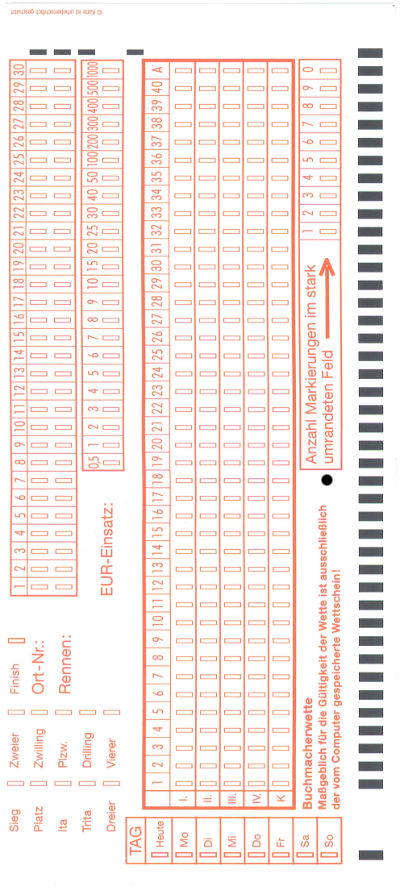 © Karte ist urheberrechtlich geschützt
Sieg Zweier Finish
Platz Zwilling Ort-Nr.:
Ita Plzw. Rennen:
Trita Drilling
Dreier Vierer EUR-Einsatz:
1 2 3 4 5 6 7 8 9 10 11 12 13 14 15 16 17 18 19 20 21 22 23 24 25 26 27 28 29 30
0,5 1 2 3 4 5 6 7 8 9 10 15 20 25 30 40 50 100 200 300 400 500 1000
TAG
Heute
Mo
Di
Mi
Do
Fr
Sa
So
1 2 3 4 5 6 7 8 9 10 11 12 13 14 15 16 17 18 19 20 21 22 23 24 25 26 27 28 29 30 31 32 33 34 35 36 37 38 39 40 A
I.
II.
III.
IV.
K
Buchmacherwette
Maßgeblich für die Gültigkeit der Wette ist ausschließlich
der vom Computer gespeicherte Wettschein!
Anzahl Markierungen im stark
umrandeten Feld
1 2 3 4 5 6 7 8 9 0